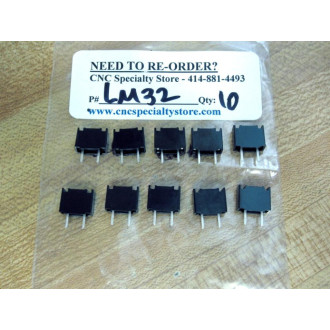 NEED TO RE-ORDER?
CNC Specialty Store - 414-881-4493
P# LM32 Qty: 10
www.cncspecialtystore.com